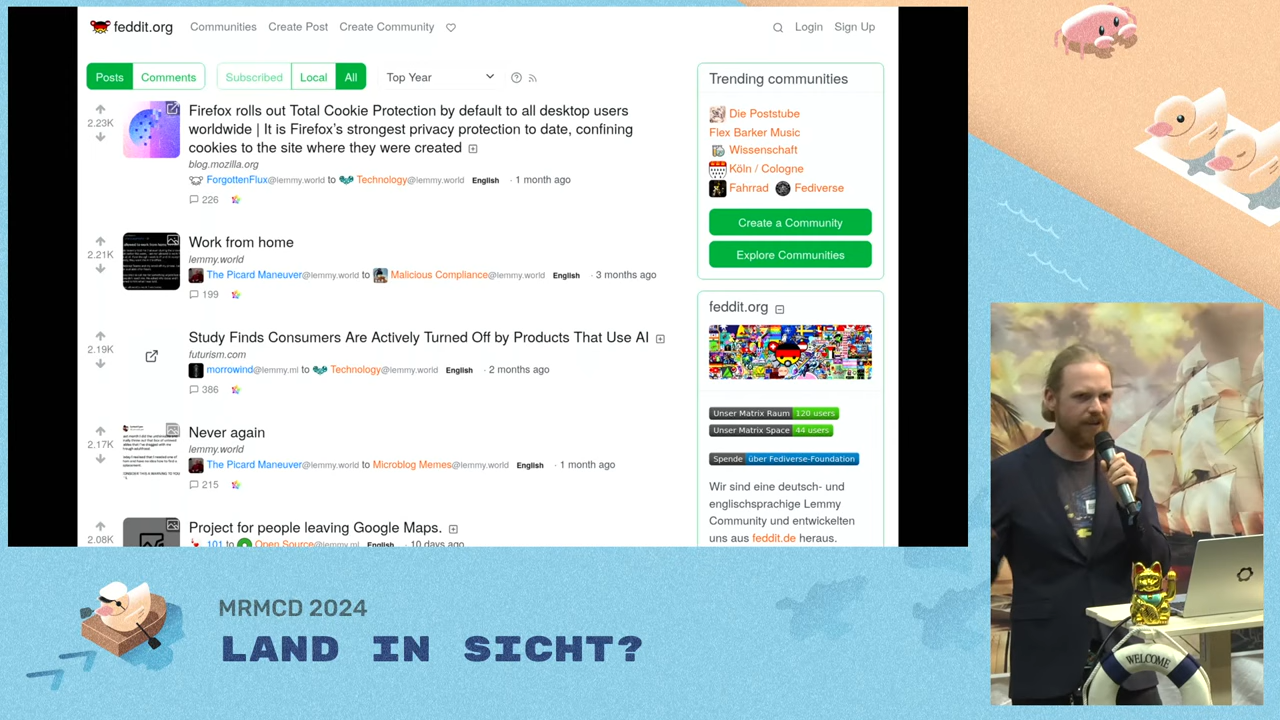 feddit.org Communities Create Post Create Community Login Sign Up
Posts Comments Subscribed Local All Top Year
2.23K
Firefox rolls out Total Cookie Protection by default to all desktop users
worldwide | It is Firefox's strongest privacy protection to date, confining
cookies to the site where they were created
blog.mozilla.org
ForgottenFlux@lemmy.world to Technology@lemmy.world English · 1 month ago
226
2.21K
Work from home
lemmy.world
The Picard Maneuver@lemmy.world to Malicious Compliance@lemmy.world English · 3 months ago
199
2.19K
Study Finds Consumers Are Actively Turned Off by Products That Use AI
futurism.com
morrowind@lemmy.ml to Technology@lemmy.world English · 2 months ago
386
2.17K
Never again
lemmy.world
The Picard Maneuver@lemmy.world to Microblog Memes@lemmy.world English · 1 month ago
215
2.08K
Project for people leaving Google Maps.
101 to Open Source@lemmy.ml English · 10 days ago
Trending communities
Die Poststube
Flex Barker Music
Wissenschaft
Köln / Cologne
Fahrrad Fediverse
Create a Community
Explore Communities
feddit.org
Unser Matrix Raum 120 users
Unser Matrix Space 44 users
Spende über Fediverse-Foundation
Wir sind eine deutsch- und
englischsprachige Lemmy
Community und entwickelten
uns aus feddit.de heraus.
MRMCD 2024
LAND IN SICHT?
WELCOME